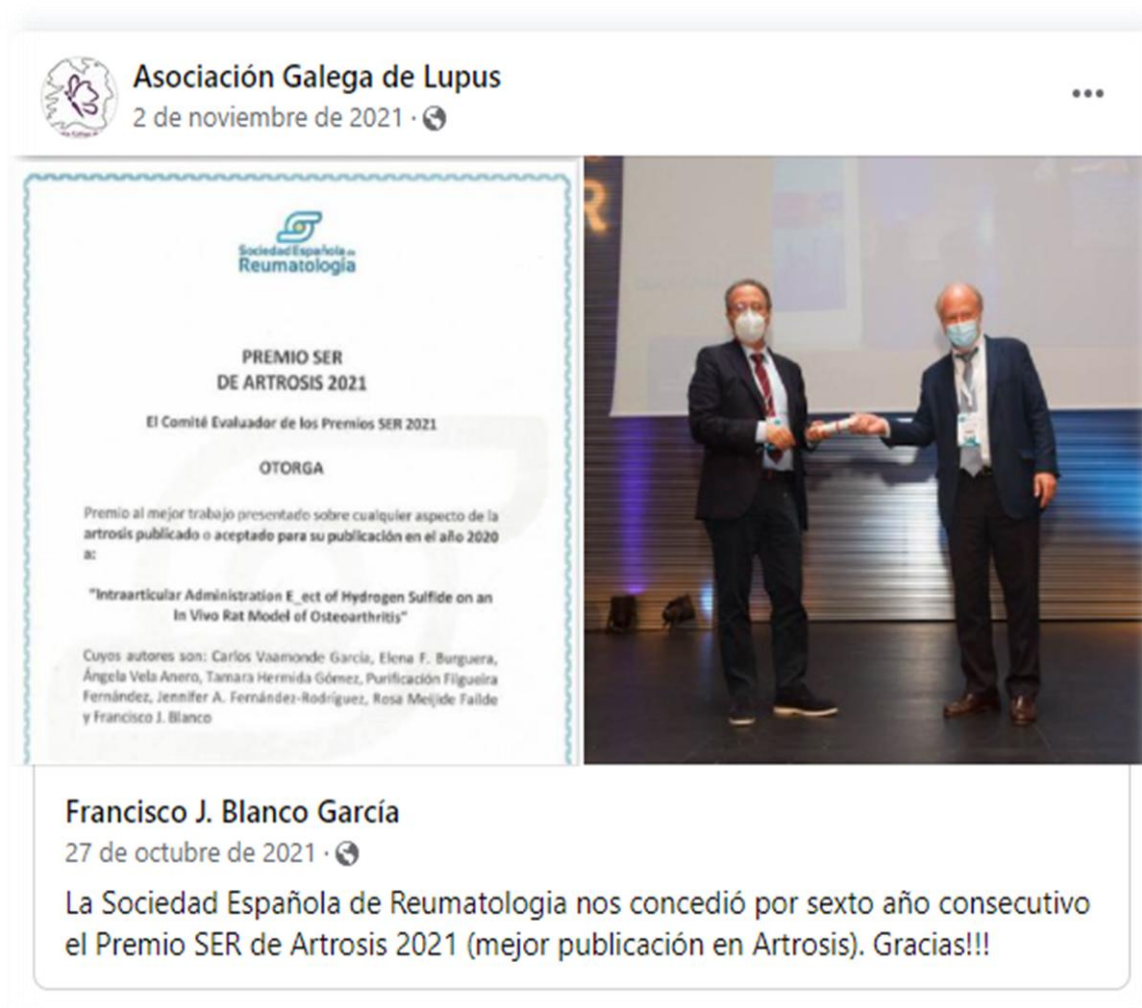 Asociación Galega de Lupus
2 de noviembre de 2021 ·
Sociedad Española de
Reumatología
PREMIO SER
DE ARTROSIS 2021
El Comité Evaluador de los Premios SER 2021
OTORGA
Premio al mejor trabajo presentado sobre cualquier aspecto de la
artrosis publicado o aceptado para su publicación en el año 2020
a:
"Intraarticular Administration E_ect of Hydrogen Sulfide on an
In Vivo Rat Model of Osteoarthritis"
Cuyos autores son: Carlos Vaamonde García, Elena F. Burguera,
Ángela Vela Anero, Tamara Hermida Gómez, Purificación Filgueira
Fernández, Jennifer A. Fernández-Rodríguez, Rosa Meijide Faílde
y Francisco J. Blanco
R
Francisco J. Blanco García
27 de octubre de 2021 ·
La Sociedad Española de Reumatologia nos concedió por sexto año consecutivo
el Premio SER de Artrosis 2021 (mejor publicación en Artrosis). Gracias!!!